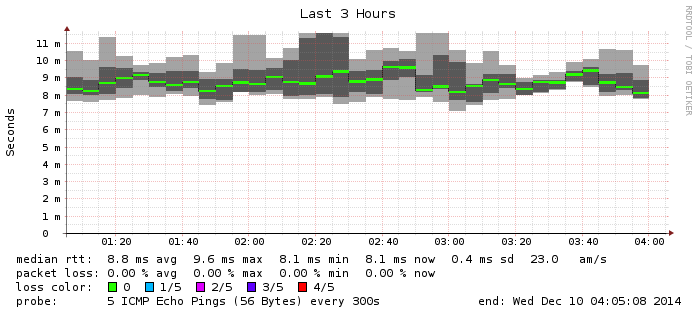 Last 3 Hours
RRDTOOL / TOBI OETIKER
Seconds
11 m
10 m
9 m
8 m
7 m
6 m
5 m
4 m
3 m
2 m
1 m
0
01:20 01:40 02:00 02:20 02:40 03:00 03:20 03:40 04:00
median rtt: 8.8 ms avg 9.6 ms max 8.1 ms min 8.1 ms now 0.4 ms sd 23.0 am/s
packet loss: 0.00 % avg 0.00 % max 0.00 % min 0.00 % now
loss color: 0 1/5 2/5 3/5 4/5
probe: 5 ICMP Echo Pings (56 Bytes) every 300s end: Wed Dec 10 04:05:08 2014